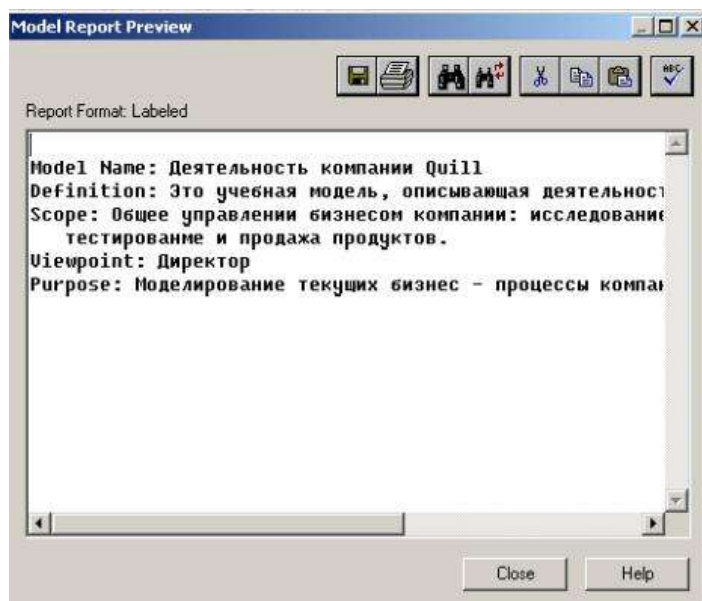 Model Report Preview
ABC
Report Format: Labeled
Model Name: Деятельность компании Quill
Definition: Это учебная модель, описывающая деятельност
Scope: Общее управлении бизнесом компании: исследование
тестированме и продажа продуктов.
Viewpoint: Директор
Purpose: Моделирование текущих бизнес - процессы компан
Close
Help